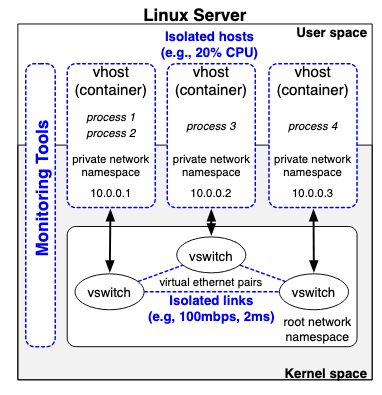 Linux Server
User space
Isolated hosts
(e.g., 20% CPU)
Monitoring Tools
vhost
(container)
process 1
process 2
private network
namespace
10.0.0.1
vhost
(container)
process 3
private network
namespace
10.0.0.2
vhost
(container)
process 4
private network
namespace
10.0.0.3
vswitch
virtual ethernet pairs
vswitch
vswitch
Isolated links
(e.g, 100mbps, 2ms)
root network
namespace
Kernel space